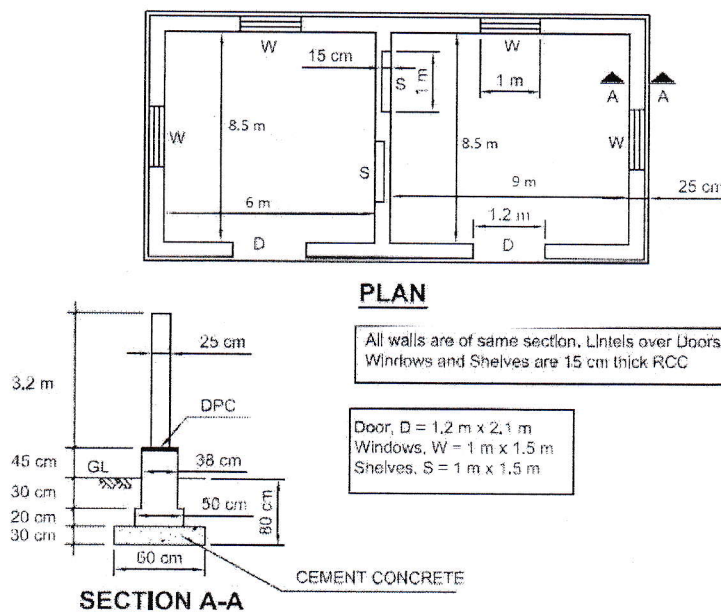 W
W
15 cm
S
1 m
1 m
A
A
8.5 m
8.5 m
W
W
S
6 m
9 m
25 cm
1.2 m
D
D
PLAN
All walls are of same section, Lintels over Doors
Windows and Shelves are 15 cm thick RCC
25 cm
3.2 m
DPC
Door, D = 1.2 m x 2.1 m
Windows, W = 1 m x 1.5 m
Shelves, S = 1 m x 1.5 m
45 cm
GL
38 cm
30 cm
50 cm
80 cm
20 cm
30 cm
60 cm
CEMENT CONCRETE
SECTION A-A